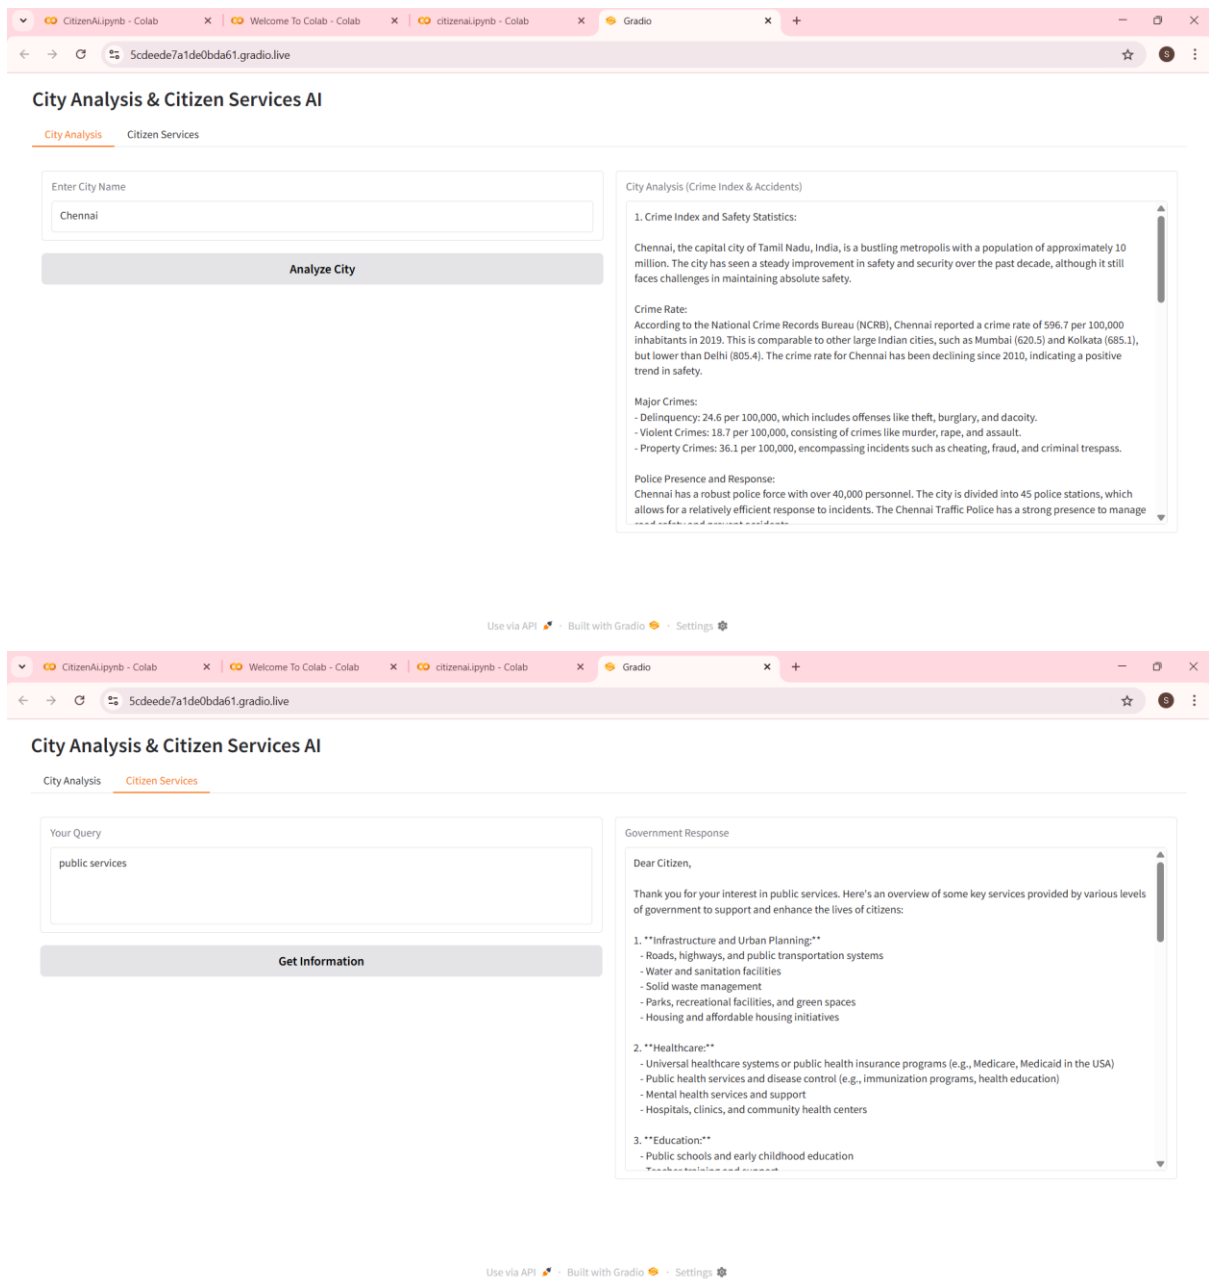 CitizenAi.ipynb - Colab
Welcome To Colab - Colab
citizenai.ipynb - Colab
Gradio
5cdeede7a1de0bda61.gradio.live
S
City Analysis & Citizen Services AI
City Analysis
Citizen Services
Enter City Name
Chennai
Analyze City
City Analysis (Crime Index & Accidents)
1. Crime Index and Safety Statistics:
Chennai, the capital city of Tamil Nadu, India, is a bustling metropolis with a population of approximately 10
million. The city has seen a steady improvement in safety and security over the past decade, although it still
faces challenges in maintaining absolute safety.
Crime Rate:
According to the National Crime Records Bureau (NCRB), Chennai reported a crime rate of 596.7 per 100,000
inhabitants in 2019. This is comparable to other large Indian cities, such as Mumbai (620.5) and Kolkata (685.1),
but lower than Delhi (805.4). The crime rate for Chennai has been declining since 2010, indicating a positive
trend in safety.
Major Crimes:
- Delinquency: 24.6 per 100,000, which includes offenses like theft, burglary, and dacoity.
- Violent Crimes: 18.7 per 100,000, consisting of crimes like murder, rape, and assault.
- Property Crimes: 36.1 per 100,000, encompassing incidents such as cheating, fraud, and criminal trespass.
Police Presence and Response:
Chennai has a robust police force with over 40,000 personnel. The city is divided into 45 police stations, which
allows for a relatively efficient response to incidents. The Chennai Traffic Police has a strong presence to manage
road safety and prevent accidents.
Use via API · Built with Gradio · Settings
CitizenAi.ipynb - Colab
Welcome To Colab - Colab
citizenai.ipynb - Colab
Gradio
5cdeede7a1de0bda61.gradio.live
S
City Analysis & Citizen Services AI
City Analysis
Citizen Services
Your Query
public services
Get Information
Government Response
Dear Citizen,
Thank you for your interest in public services. Here's an overview of some key services provided by various levels
of government to support and enhance the lives of citizens:
1. **Infrastructure and Urban Planning:**
- Roads, highways, and public transportation systems
- Water and sanitation facilities
- Solid waste management
- Parks, recreational facilities, and green spaces
- Housing and affordable housing initiatives
2. **Healthcare:**
- Universal healthcare systems or public health insurance programs (e.g., Medicare, Medicaid in the USA)
- Public health services and disease control (e.g., immunization programs, health education)
- Mental health services and support
- Hospitals, clinics, and community health centers
3. **Education:**
- Public schools and early childhood education
- Teacher training and support
Use via API · Built with Gradio · Settings